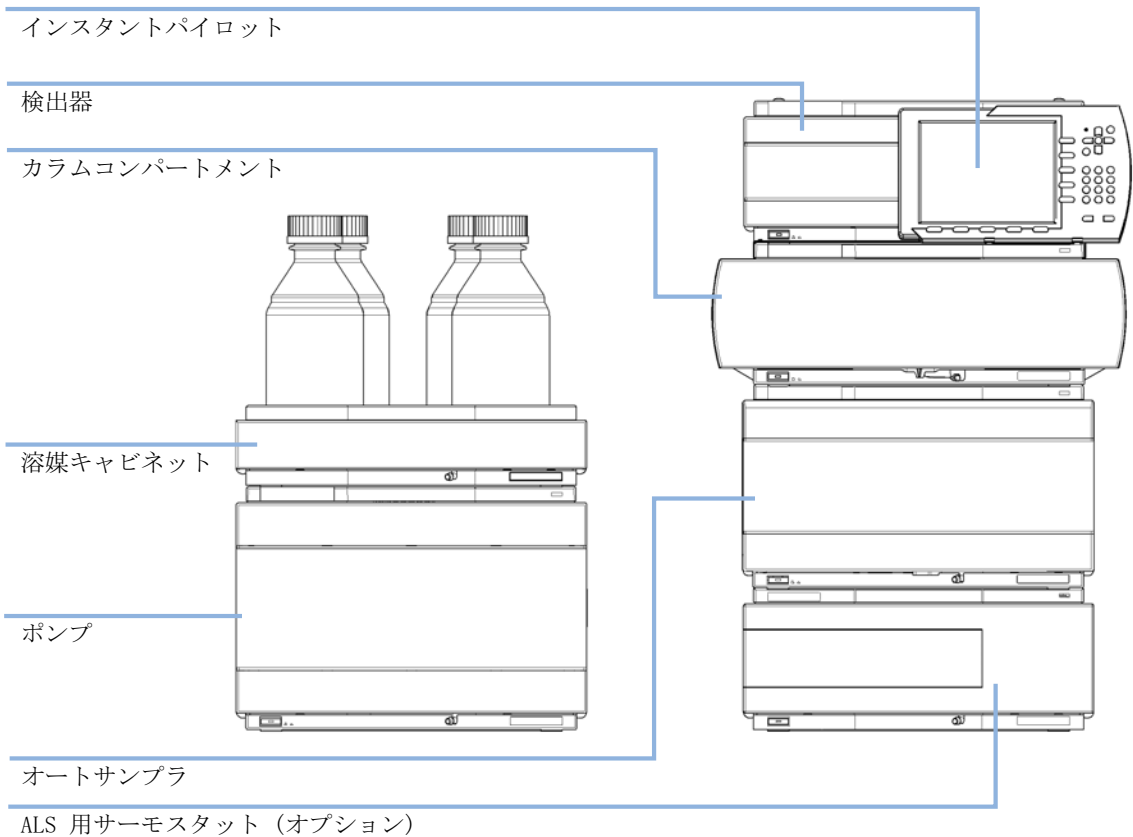 インスタントパイロット
検出器
カラムコンパートメント
溶媒キャビネット
ポンプ
オートサンプラ
ALS 用サーモスタット (オプション)